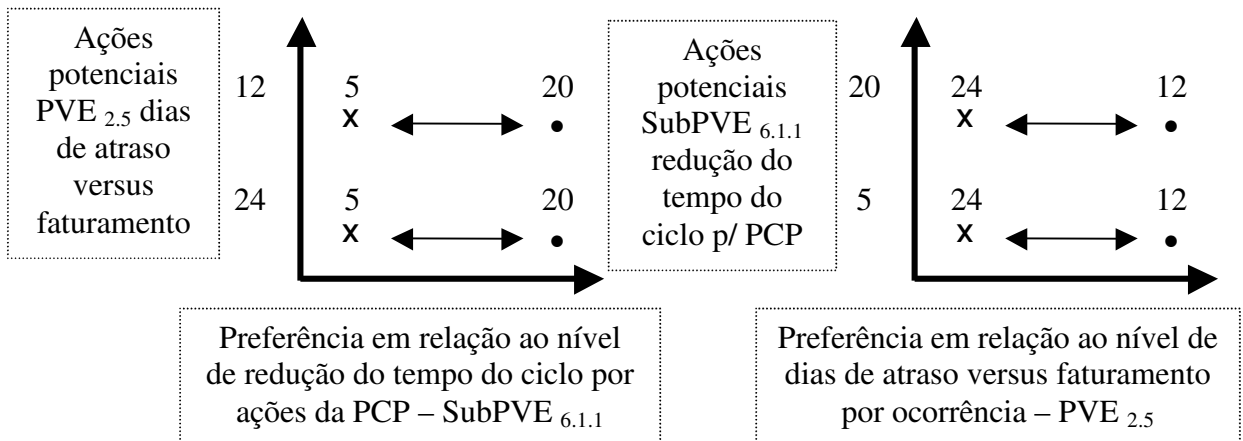 Ações
potenciais
PVE 2.5 dias
de atraso
versus
faturamento
12
5
20
x
•
24
5
20
x
•
Preferência em relação ao nível
de redução do tempo do ciclo por
ações da PCP – SubPVE 6.1.1
Ações
potenciais
SubPVE 6.1.1
redução do
tempo do
ciclo p/ PCP
20
24
12
x
•
5
24
12
x
•
Preferência em relação ao nível de
dias de atraso versus faturamento
por ocorrência – PVE 2.5